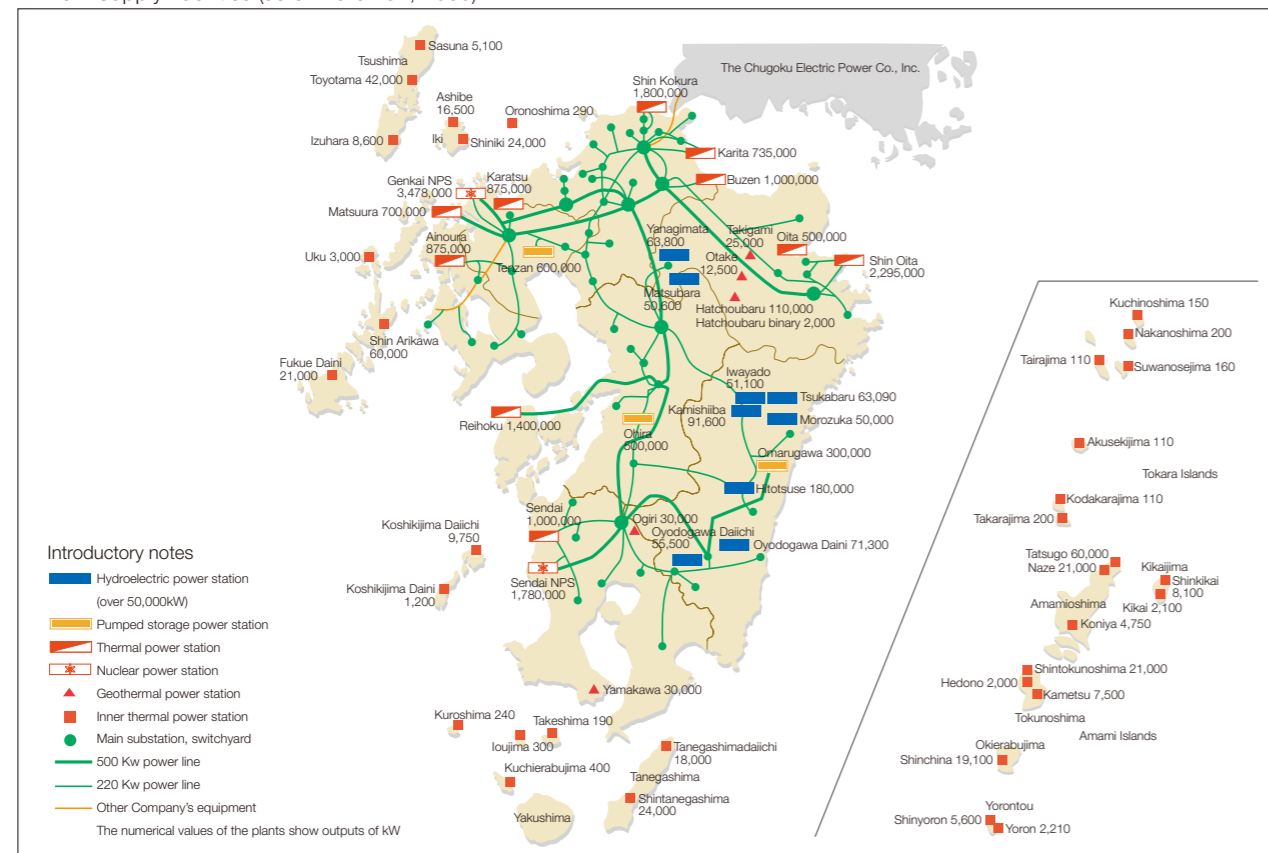 Sasuna 5,100
Tsushima
Toyotama 42,000
Ashibe
16,500
Oronoshima 290
Izuhara 8,600
Iki
Shiniki 24,000
The Chugoku Electric Power Co., Inc.
Shin Kokura
1,800,000
Karita 735,000
Buzen 1,000,000
Genkai NPS
3,478,000
Karatsu
875,000
Matsuura 700,000
Ainoura
875,000
Tenzan 600,000
Uku 3,000
Yanagimata
63,800
Takigami
25,000
Oita 500,000
Otake
12,500
Shin Oita
2,295,000
Matsubara
50,600
Hatchoubaru 110,000
Hatchoubaru binary 2,000
Shin Arikawa
60,000
Fukue Daini
21,000
Iwayado
51,100
Tsukabaru 63,090
Kamishiiba
91,600
Morozuka 50,000
Reihoku 1,400,000
Ohira
500,000
Omarugawa 300,000
Hitotsuse 180,000
Sendai
1,000,000
Ogiri 30,000
Oyodogawa Daiichi
55,500
Oyodogawa Daini 71,300
Koshikijima Daiichi
9,750
Sendai NPS
1,780,000
Koshikijima Daini
1,200
Yamakawa 30,000
Kuroshima 240
Takeshima 190
Ioujima 300
Kuchierabujima 400
Tanegashimadaiichi
18,000
Tanegashima
Shintanegashima
24,000
Yakushima
Introductory notes
Hydroelectric power station
(over 50,000kW)
Pumped storage power station
Thermal power station
Nuclear power station
Geothermal power station
Inner thermal power station
Main substation, switchyard
500 Kw power line
220 Kw power line
Other Company's equipment
The numerical values of the plants show outputs of kW
Kuchinoshima 150
Nakanoshima 200
Tairajima 110
Suwanosejima 160
Akusekijima 110
Tokara Islands
Kodakarajima 110
Takarajima 200
Tatsugo 60,000
Naze 21,000
Kikaijima
Shinkikai
8,100
Amamioshima
Kikai 2,100
Koniya 4,750
Shintokunoshima 21,000
Hedono 2,000
Kametsu 7,500
Tokunoshima
Amami Islands
Okierabujima
Shinchina 19,100
Yorontou
Shinyoron 5,600
Yoron 2,210